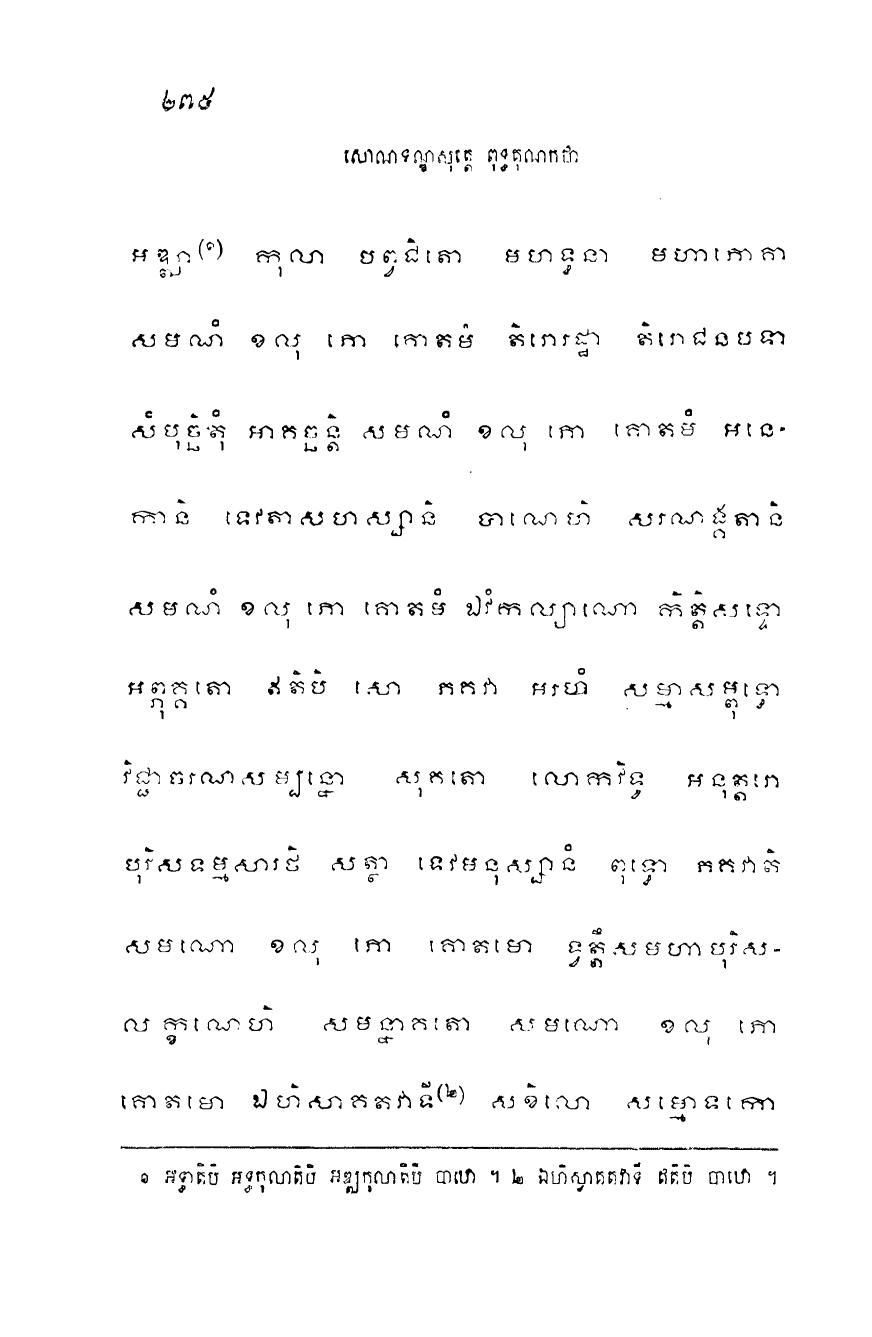 ២៣៥
សោណទណ្ឌសុត្តេ ពុទ្ធគុណកថា
អឌ្ឍា(១) កុលា បព្វជិតោ មហទ្ធនា មហាភោគា
សមណំ ខលុ ភោ គោតមំ តិរោរដ្ឋា តិរោជនបទា
សំបុច្ឆិតុំ អាគច្ឆន្តិ សមណំ ខលុ ភោ គោតមំ អនេ-
កានិ ទេវតាសហស្សានិ បាណេហិ សរណង្គតានិ
សមណំ ខលុ ភោ គោតមំ ឯវំកល្យាណោ កិត្តិសទ្ទោ
អព្ភុគ្គតោ ឥតិបិ សោ ភគវា អរហំ សម្មាសម្ពុទ្ធោ
វិជ្ជាចរណសម្បន្នោ សុគតោ លោកវិទូ អនុត្តរោ
បុរិសទម្មសារថិ សត្ថា ទេវមនុស្សានំ ពុទ្ធោ ភគវាតិ
សមណោ ខលុ ភោ គោតមោ ទ្វត្តឹសមហាបុរិស-
លក្ខណេហិ សមន្នាគតោ សមណោ ខលុ ភោ
គោតមោ ឯហិសាគតវាទី(២) សខិលោ សម្មោទកោ
១ អទ្ធាតិបិ អទ្ធកុលាតិបិ អឌ្ឍកុលាតិបិ បាឋោ ។ ២ ឯហិស្វាគតវាទី ឥតិបិ បាឋោ ។